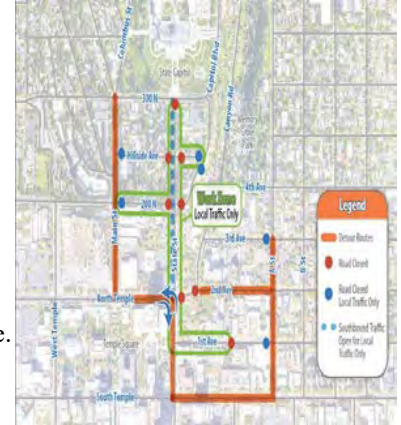 Columbus St
State Capitol
Capitol Blvd
Canyon Rd
300 N
Hillside Ave
4th Ave
Work Zone
Local Traffic Only
200 N
Main St
State St
3rd Ave
A St
B St
2nd Ave
North Temple
West Temple
Temple Square
1st Ave
South Temple
e.
Legend
Detour Routes
Road Closed
Road Closed
Local Traffic Only
Southbound Traffic
Open for Local
Traffic Only